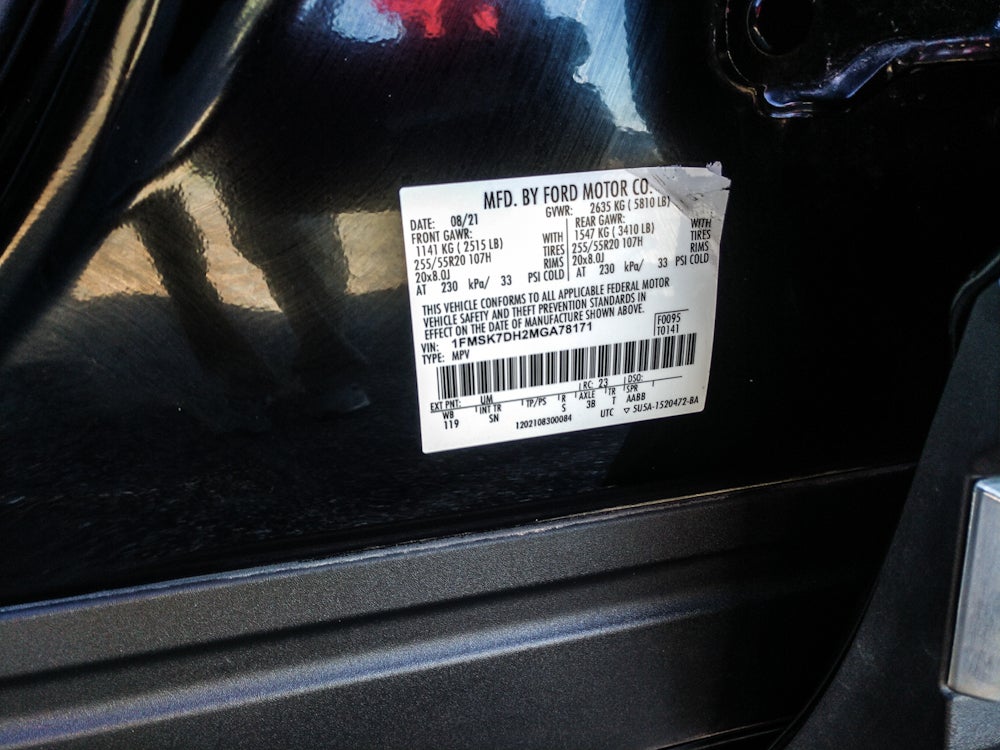 MFD. BY FORD MOTOR CO.
DATE: 08/21 GVWR: 2635 KG ( 5810 LB)
FRONT GAWR: REAR GAWR:
1141 KG ( 2515 LB) WITH 1547 KG ( 3410 LB) WITH
255/55R20 107H TIRES 255/55R20 107H TIRES
20x8.0J RIMS 20x8.0J RIMS
AT 230 kPa/ 33 PSI COLD AT 230 kPa/ 33 PSI COLD
THIS VEHICLE CONFORMS TO ALL APPLICABLE FEDERAL MOTOR
VEHICLE SAFETY AND THEFT PREVENTION STANDARDS IN
EFFECT ON THE DATE OF MANUFACTURE SHOWN ABOVE.
VIN: 1FMSK7DH2MGA78171 F0095
TYPE: MPV T0141
RC: 23 DSO:
EXT PNT: UM
WB INT TR TP/PS R AXLE TR SPR
119 SN S 3B T AABB
1202108300084 UTC ▽ SU5A-1520472-BA